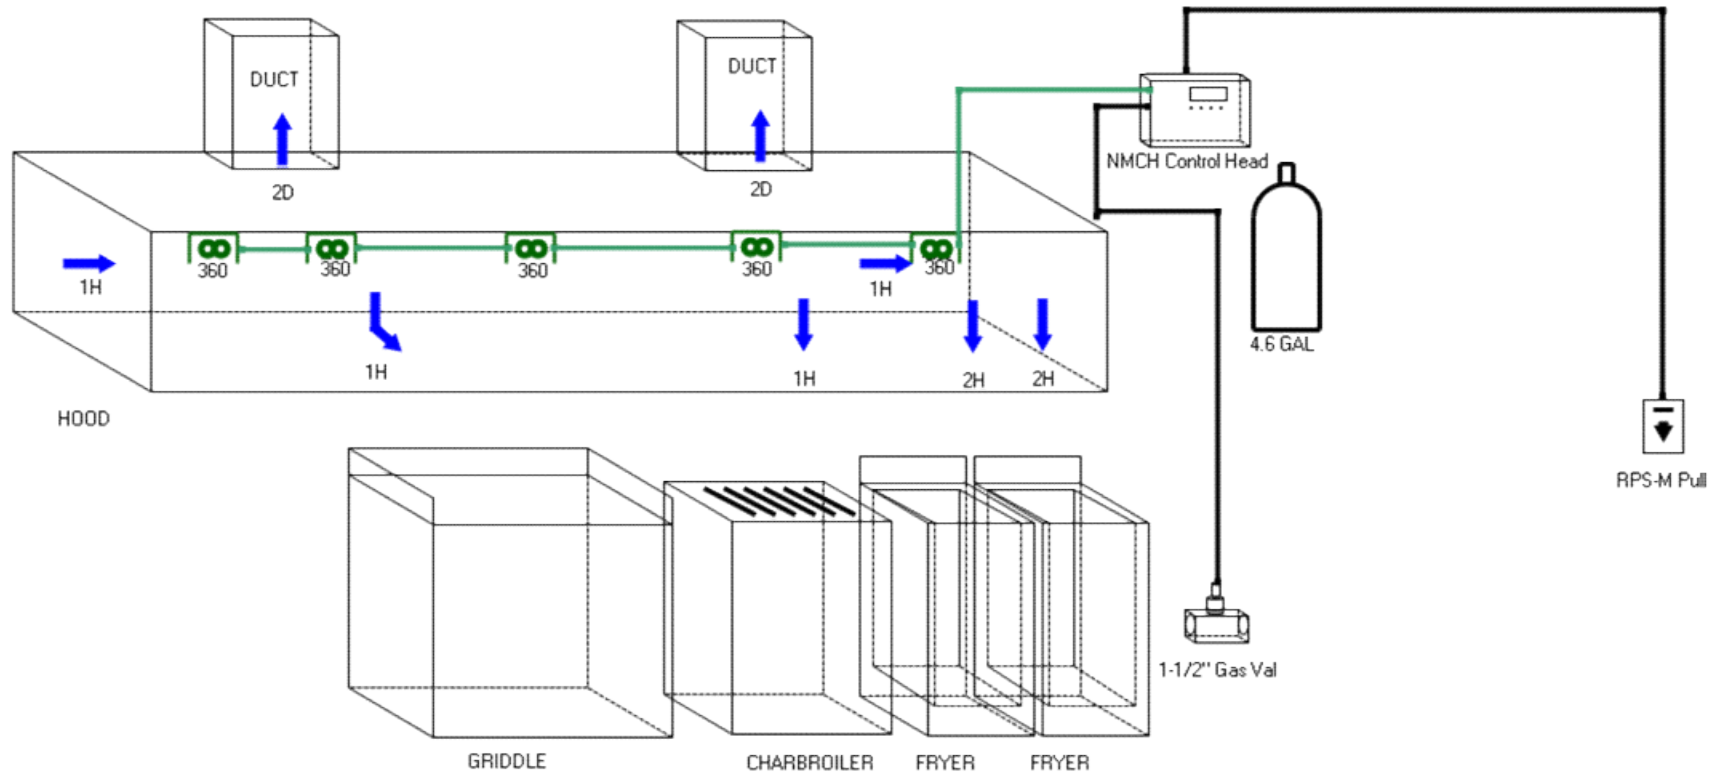 DUCT
DUCT
2D
2D
NMCH Control Head
360
360
360
360
360
1H
1H
4.6 GAL
1H
1H
2H
2H
HOOD
RPS-M Pull
1-1/2" Gas Val
GRIDDLE
CHARBROILER
FRYER
FRYER